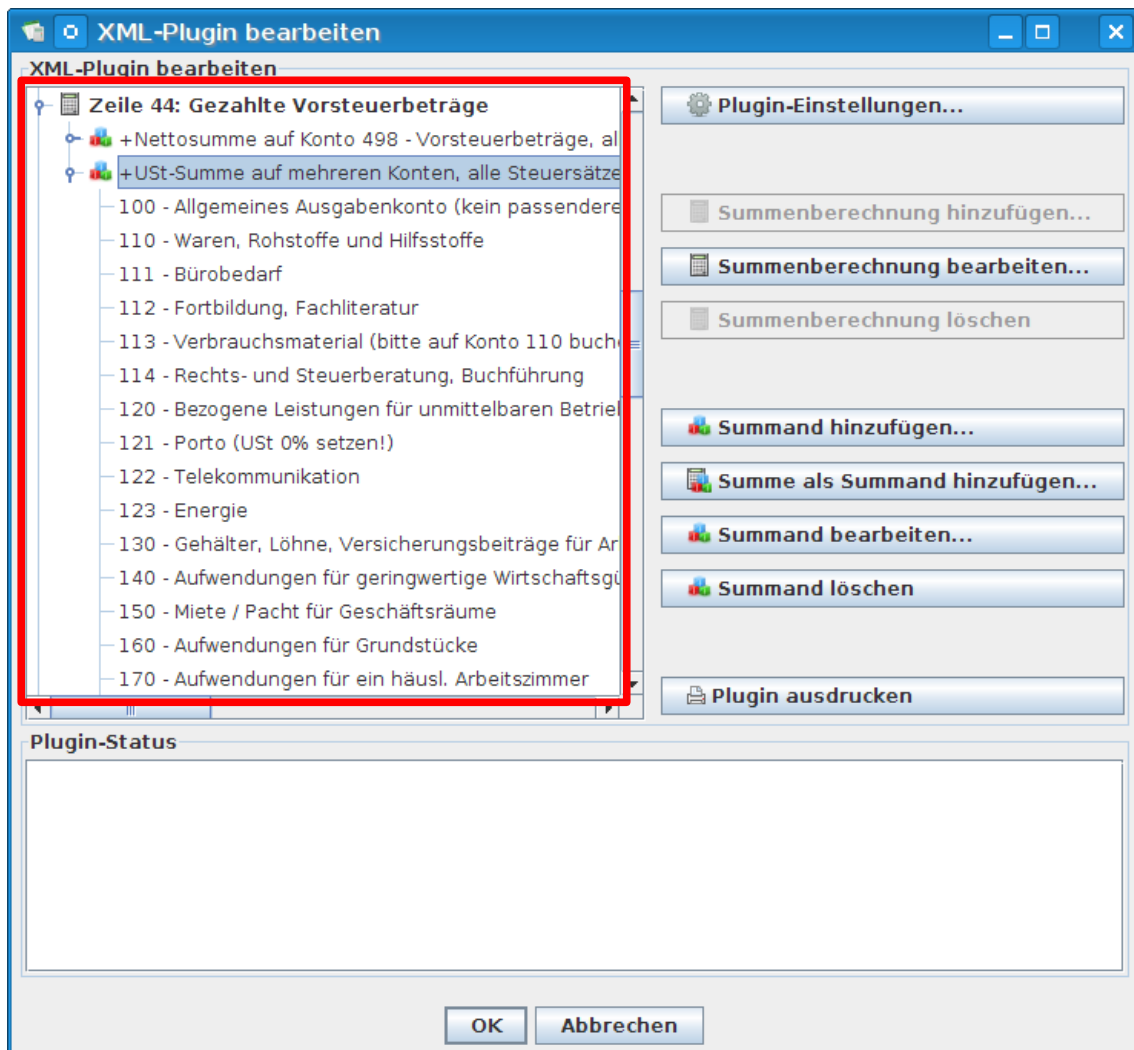 XML-Plugin bearbeiten
XML-Plugin bearbeiten
Zeile 44: Gezahlte Vorsteuerbeträge
+Nettosumme auf Konto 498 - Vorsteuerbeträge, al
+USt-Summe auf mehreren Konten, alle Steuersätze
100 - Allgemeines Ausgabenkonto (kein passendere
110 - Waren, Rohstoffe und Hilfsstoffe
111 - Bürobedarf
112 - Fortbildung, Fachliteratur
113 - Verbrauchsmaterial (bitte auf Konto 110 buch
114 - Rechts- und Steuerberatung, Buchführung
120 - Bezogene Leistungen für unmittelbaren Betrie
121 - Porto (USt 0% setzen!)
122 - Telekommunikation
123 - Energie
130 - Gehälter, Löhne, Versicherungsbeiträge für Ar
140 - Aufwendungen für geringwertige Wirtschaftsgü
150 - Miete / Pacht für Geschäftsräume
160 - Aufwendungen für Grundstücke
170 - Aufwendungen für ein häusl. Arbeitszimmer
Plugin-Einstellungen...
Summenberechnung hinzufügen...
Summenberechnung bearbeiten...
Summenberechnung löschen
Summand hinzufügen...
Summe als Summand hinzufügen...
Summand bearbeiten...
Summand löschen
Plugin ausdrucken
Plugin-Status
OK
Abbrechen